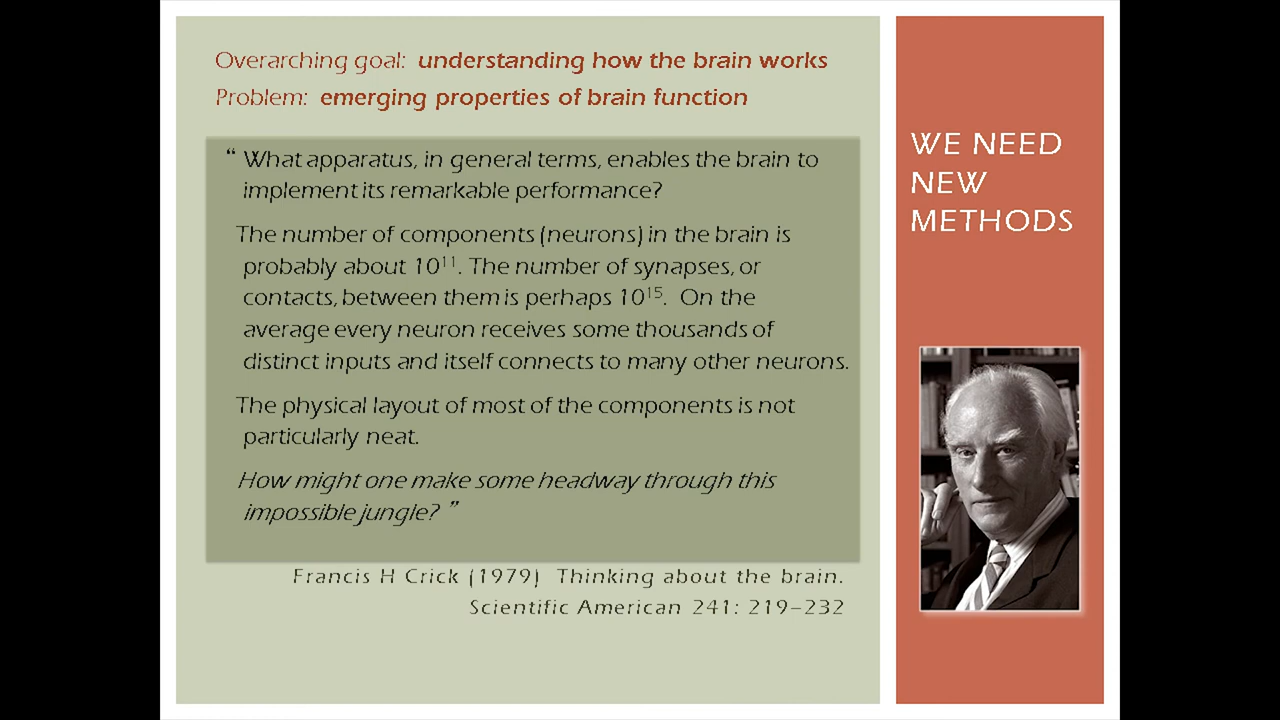 Overarching goal: understanding how the brain works
Problem: emerging properties of brain function
“ What apparatus, in general terms, enables the brain to
implement its remarkable performance?
The number of components (neurons) in the brain is
probably about 10¹¹. The number of synapses, or
contacts, between them is perhaps 10¹⁵. On the
average every neuron receives some thousands of
distinct inputs and itself connects to many other neurons.
The physical layout of most of the components is not
particularly neat.
How might one make some headway through this
impossible jungle? ”
Francis H Crick (1979) Thinking about the brain.
Scientific American 241: 219–232
WE NEED
NEW
METHODS